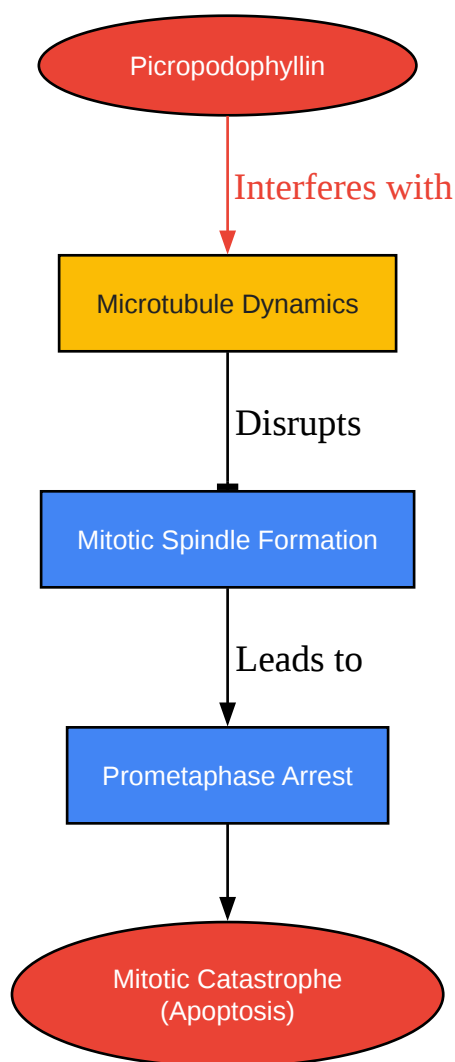 Picropodophyllin
Interferes with
Microtubule Dynamics
Disrupts
Mitotic Spindle Formation
Leads to
Prometaphase Arrest
Mitotic Catastrophe
(Apoptosis)